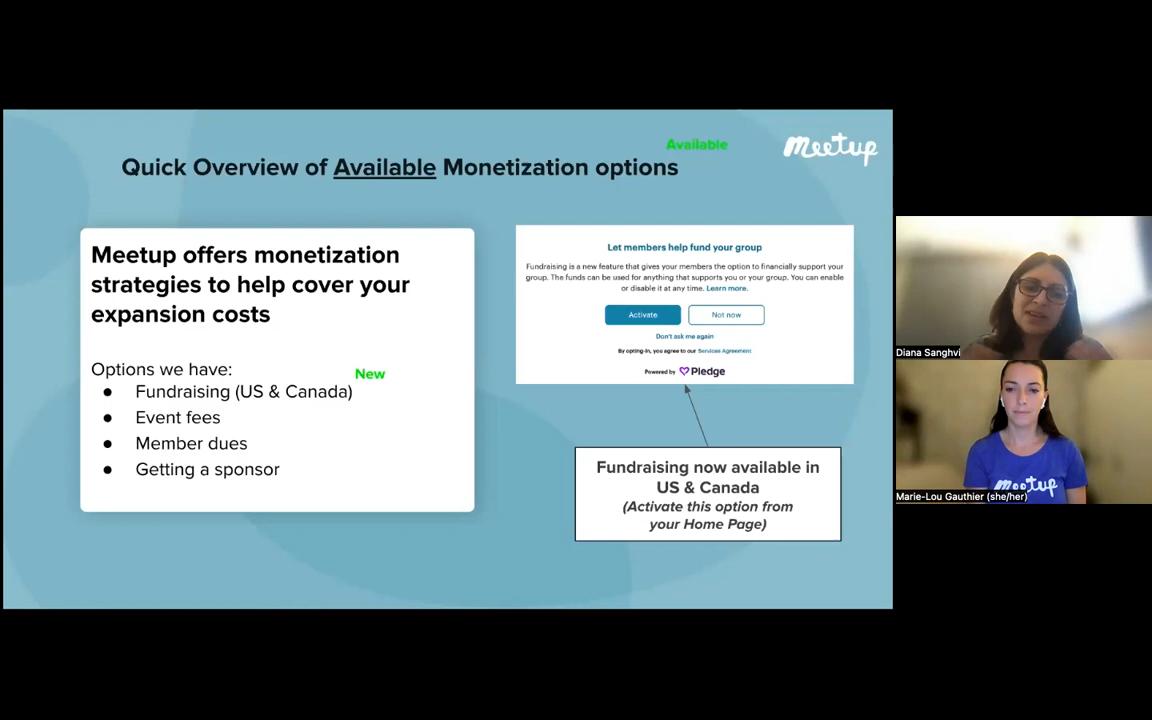 Available
meetup
Quick Overview of Available Monetization options
Meetup offers monetization
strategies to help cover your
expansion costs
Options we have:
New
● Fundraising (US & Canada)
● Event fees
● Member dues
● Getting a sponsor
Let members help fund your group
Fundraising is a new feature that gives your members the option to financially support your
group. The funds can be used for anything that supports you or your group. You can enable
or disable it at any time. Learn more.
Activate
Not now
Don't ask me again
By opting-in, you agree to our Services Agreement
Powered by Pledge
Fundraising now available in
US & Canada
(Activate this option from
your Home Page)
Diana Sanghvi
meetup
Marie-Lou Gauthier (she/her)